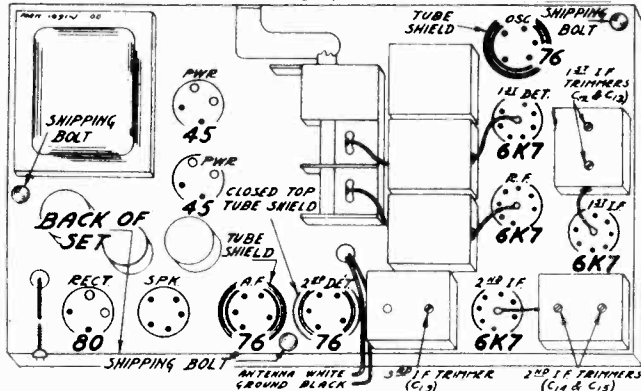 TUBE
SHIELD
OSC.
76
SHIPPING
BOLT
PWR
45
SHIPPING
BOLT
1ST DET.
6K7
1ST I.F.
TRIMMERS
(C12 & C13)
PWR
45
CLOSED TOP
TUBE SHIELD
R.F.
6K7
1ST I.F.
6K7
BACK OF
SET
TUBE
SHIELD
RECT.
80
SPK.
A.F.
76
2ND DET.
76
2ND I.F.
6K7
SHIPPING BOLT
ANTENNA WHITE
GROUND BLACK
3RD I F TRIMMER
(C19)
2ND I F TRIMMERS
(C14 & C15)